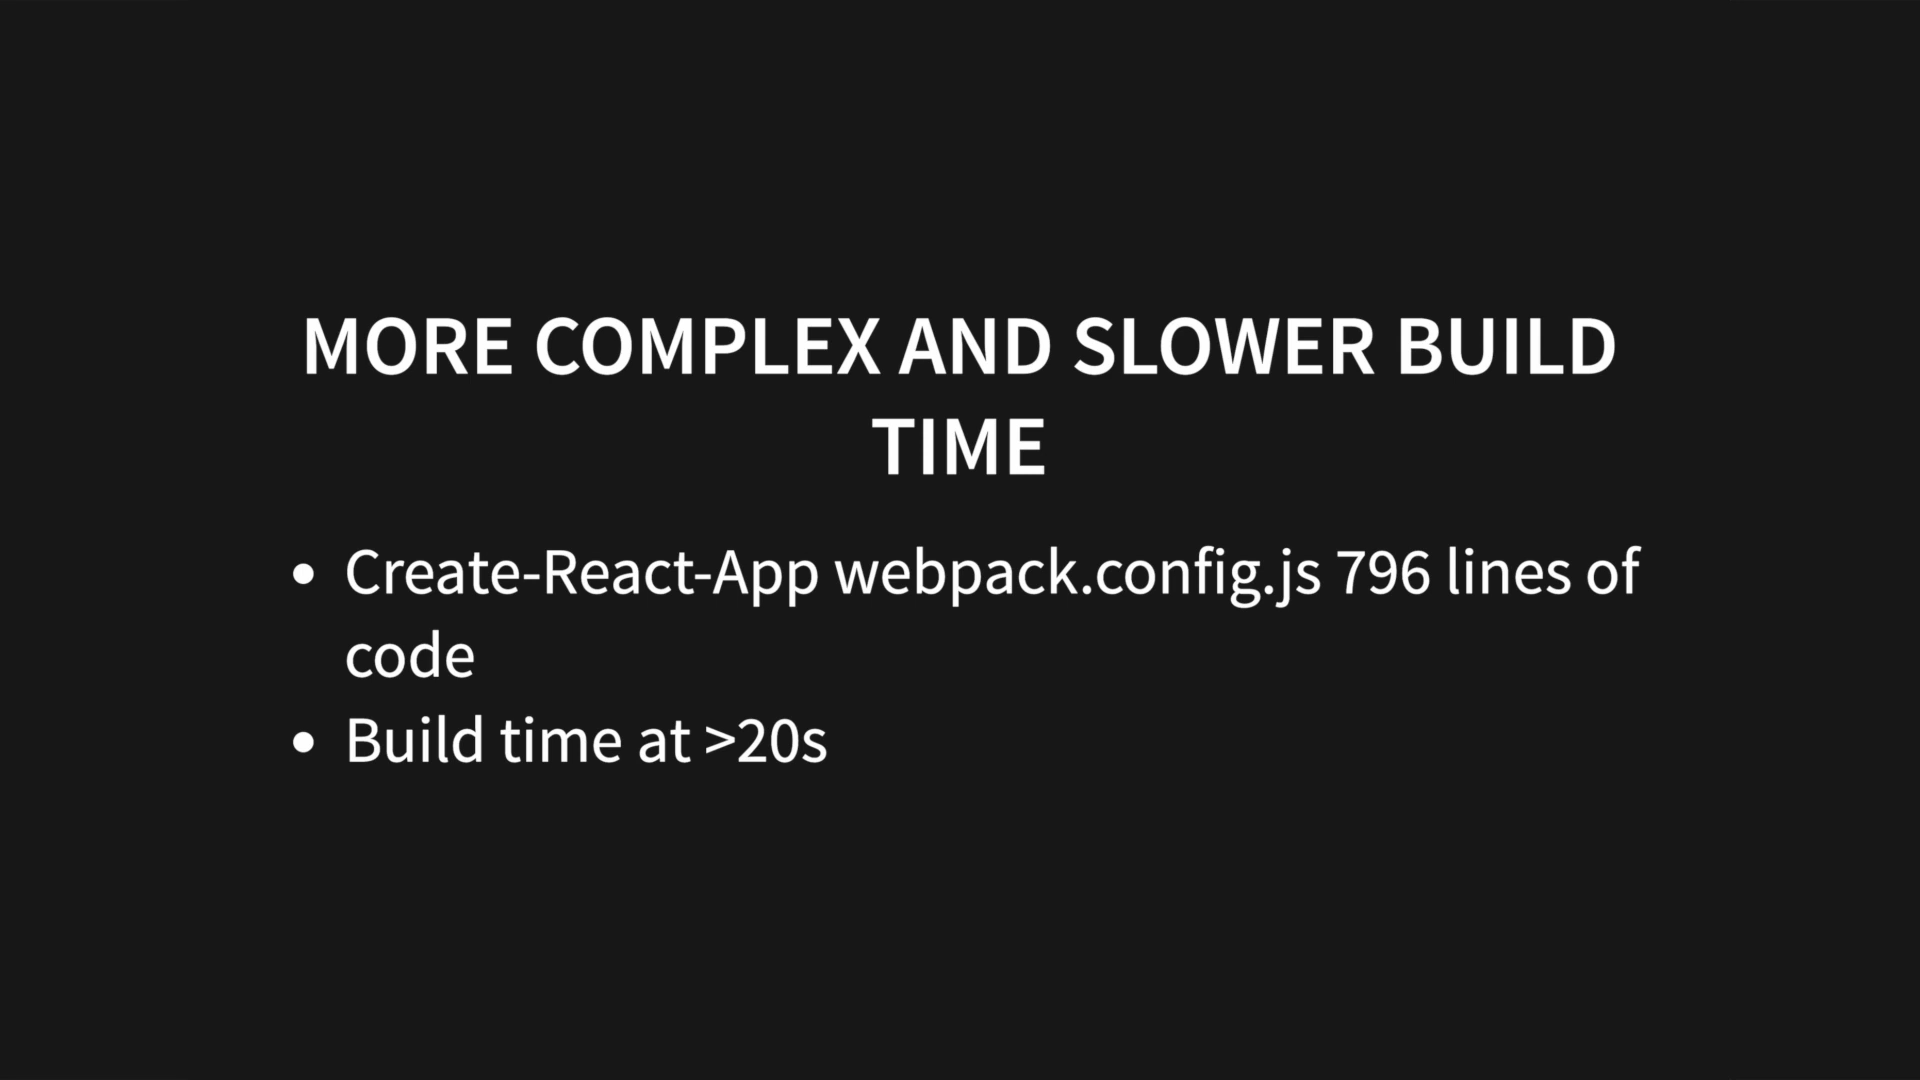 MORE COMPLEX AND SLOWER BUILD
TIME
• Create-React-App webpack.config.js 796 lines of
code
• Build time at >20s